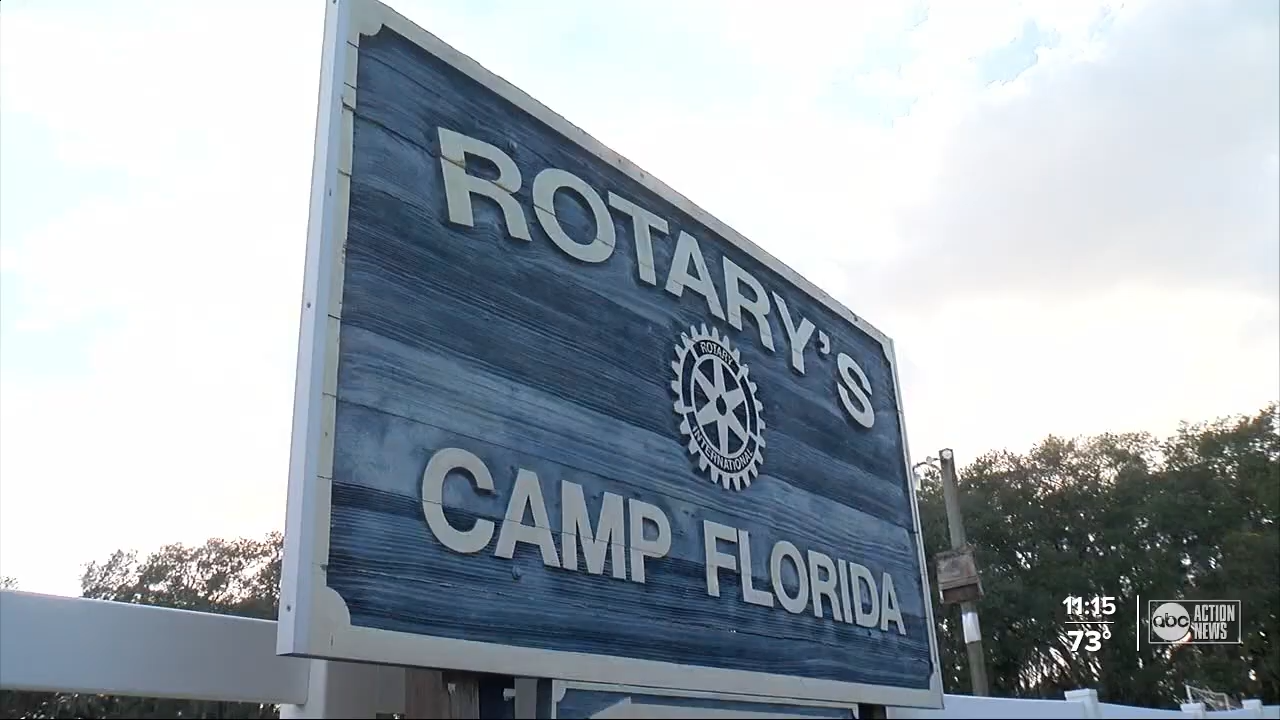 ROTARY'S
ROTARY
INTERNATIONAL
CAMP FLORIDA
11:15
73°
abc ACTION
NEWS